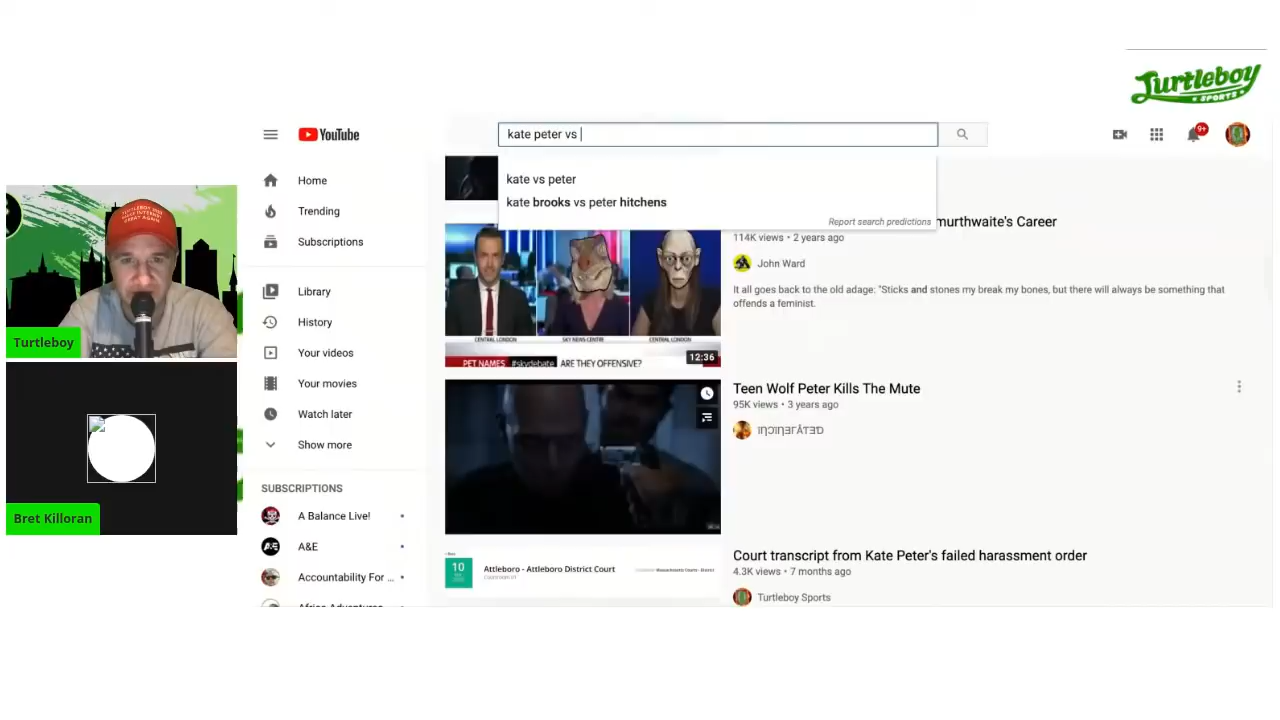 Turtleboy
SPORTS
YouTube
kate peter vs
9+
kate vs peter
kate brooks vs peter hitchens
Report search predictions
Home
Trending
Subscriptions
Library
History
Your videos
Your movies
Watch later
Show more
SUBSCRIPTIONS
A Balance Live!
A&E
Accountability For ...
murthwaite's Career
114K views • 2 years ago
John Ward
It all goes back to the old adage: "Sticks and stones my break my bones, but there will always be something that
offends a feminist.
CENTRAL LONDON
SKY NEWS CENTRE
CENTRAL LONDON
PET NAMES #skydebate ARE THEY OFFENSIVE?
12:36
Teen Wolf Peter Kills The Mute
95K views • 3 years ago
10
Attleboro - Attleboro District Court
Court transcript from Kate Peter's failed harassment order
4.3K views • 7 months ago
Turtleboy Sports
Turtleboy
Bret Killoran